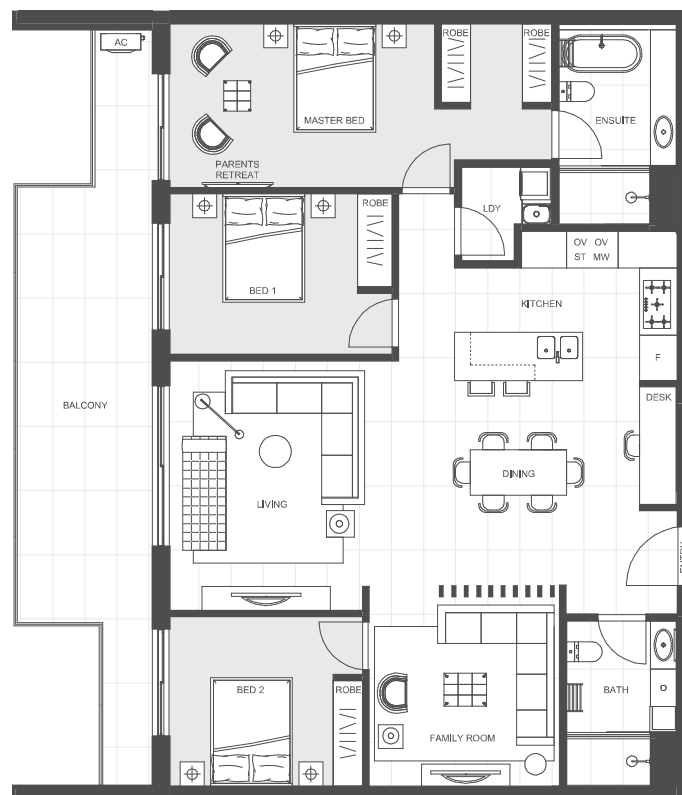 AC
ROBE
ROBE
MASTER BED
ENSUITE
PARENTS
RETREAT
LDY
ROBE
BED 1
OV OV
ST MW
KITCHEN
F
DESK
BALCONY
DINING
LIVING
ENTRY
BED 2
ROBE
BATH
FAMILY ROOM